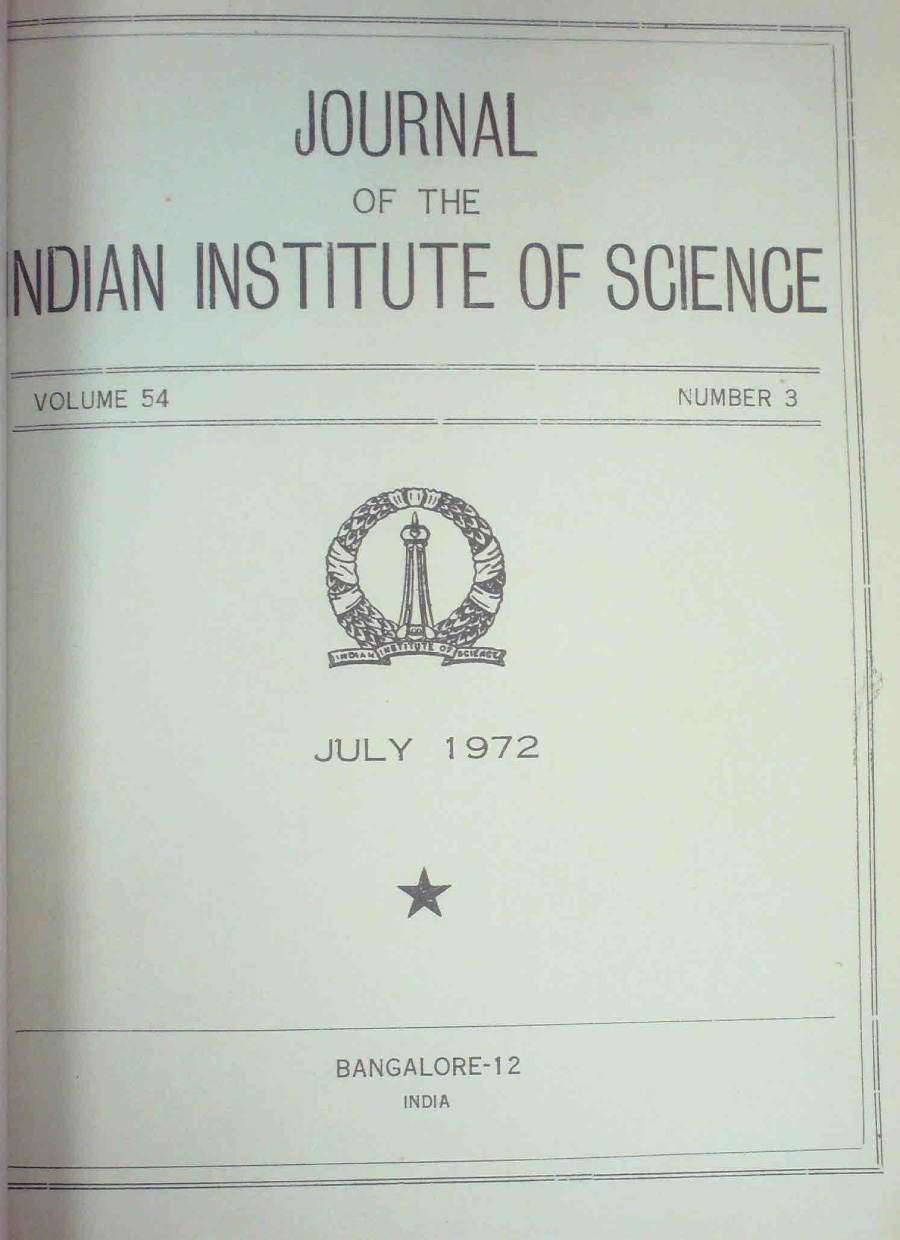 JOURNAL
OF THE
INDIAN INSTITUTE OF SCIENCE
VOLUME 54
NUMBER 3
INDIAN INSTITUTE OF SCIENCE
JULY 1972
BANGALORE-12
INDIA